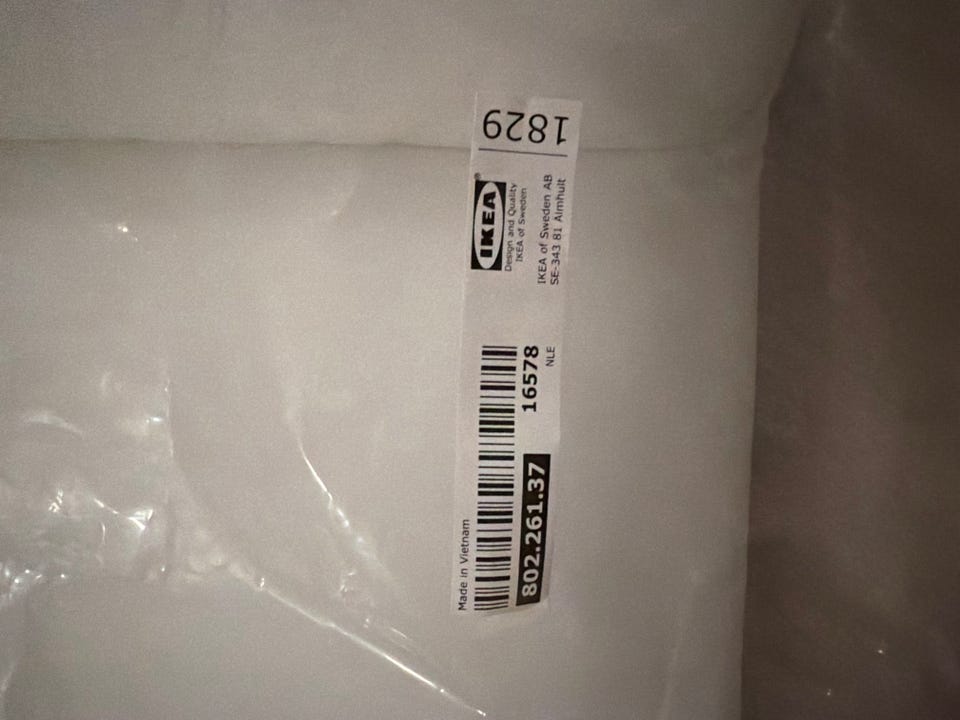 Made in Vietnam
802.261.37
16578
NLE
IKEA®
Design and Quality
IKEA of Sweden
IKEA of Sweden AB
SE-343 81 Älmhult
1829